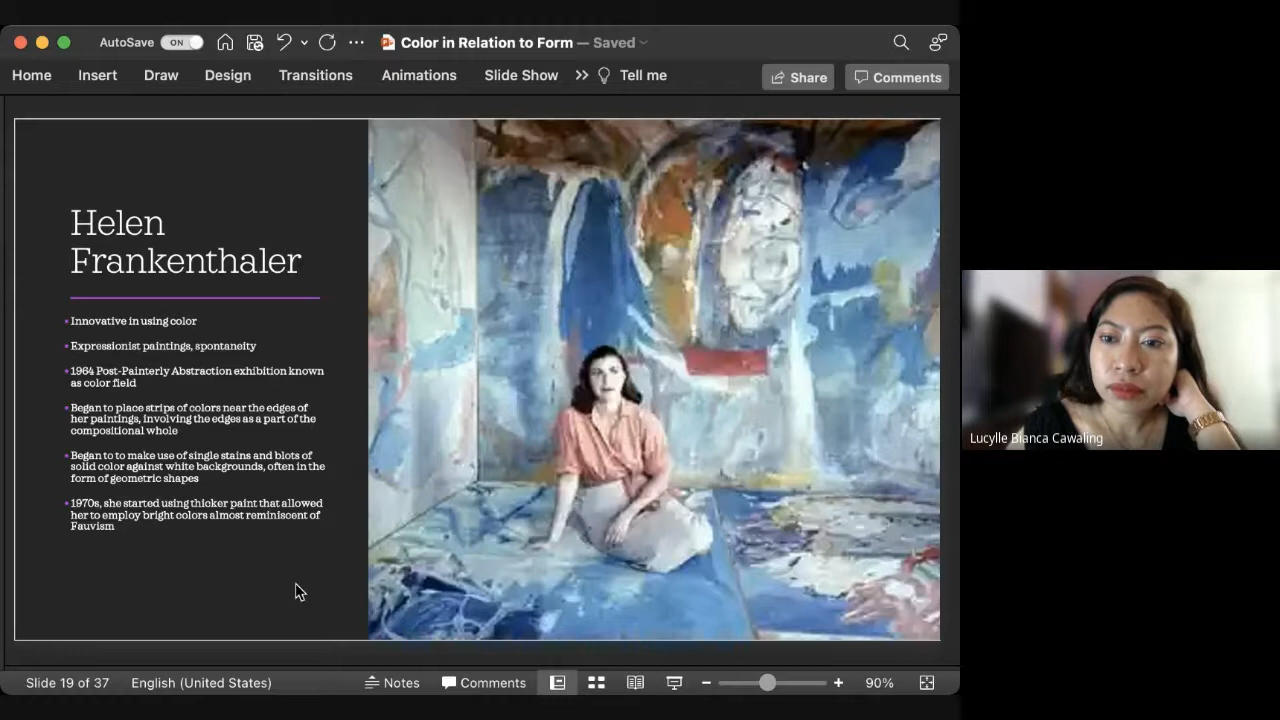 AutoSave ON Color in Relation to Form — Saved
Home Insert Draw Design Transitions Animations Slide Show Tell me Share Comments
Helen
Frankenthaler
Innovative in using color
Expressionist paintings, spontaneity
1964 Post-Painterly Abstraction exhibition known
as color field
Began to place strips of colors near the edges of
her paintings, involving the edges as a part of the
compositional whole
Began to to make use of single stains and blots of
solid color against white backgrounds, often in the
form of geometric shapes
1970s, she started using thicker paint that allowed
her to employ bright colors almost reminiscent of
Fauvism
Lucylle Bianca Cawaling
Slide 19 of 37 English (United States) Notes Comments 90%